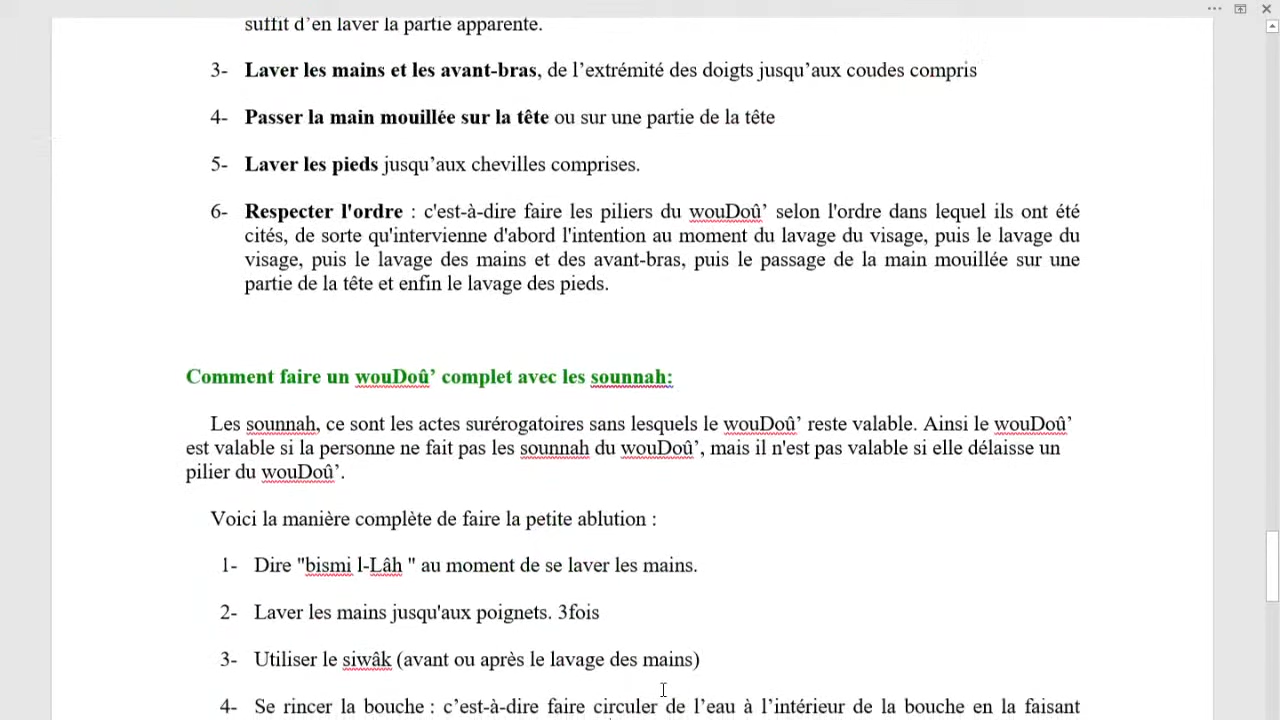 suffit d’en laver la partie apparente.
3- Laver les mains et les avant-bras, de l’extrémité des doigts jusqu’aux coudes compris
4- Passer la main mouillée sur la tête ou sur une partie de la tête
5- Laver les pieds jusqu’aux chevilles comprises.
6- Respecter l'ordre : c'est-à-dire faire les piliers du wouDoû’ selon l'ordre dans lequel ils ont été
cités, de sorte qu'intervienne d'abord l'intention au moment du lavage du visage, puis le lavage du
visage, puis le lavage des mains et des avant-bras, puis le passage de la main mouillée sur une
partie de la tête et enfin le lavage des pieds.
Comment faire un wouDoû’ complet avec les sounnah:
Les sounnah, ce sont les actes surérogatoires sans lesquels le wouDoû’ reste valable. Ainsi le wouDoû’
est valable si la personne ne fait pas les sounnah du wouDoû’, mais il n'est pas valable si elle délaisse un
pilier du wouDoû’.
Voici la manière complète de faire la petite ablution :
1- Dire "bismi l-Lâh " au moment de se laver les mains.
2- Laver les mains jusqu'aux poignets. 3fois
3- Utiliser le siwâk (avant ou après le lavage des mains)
4- Se rincer la bouche : c’est-à-dire faire circuler de l’eau à l’intérieur de la bouche en la faisant